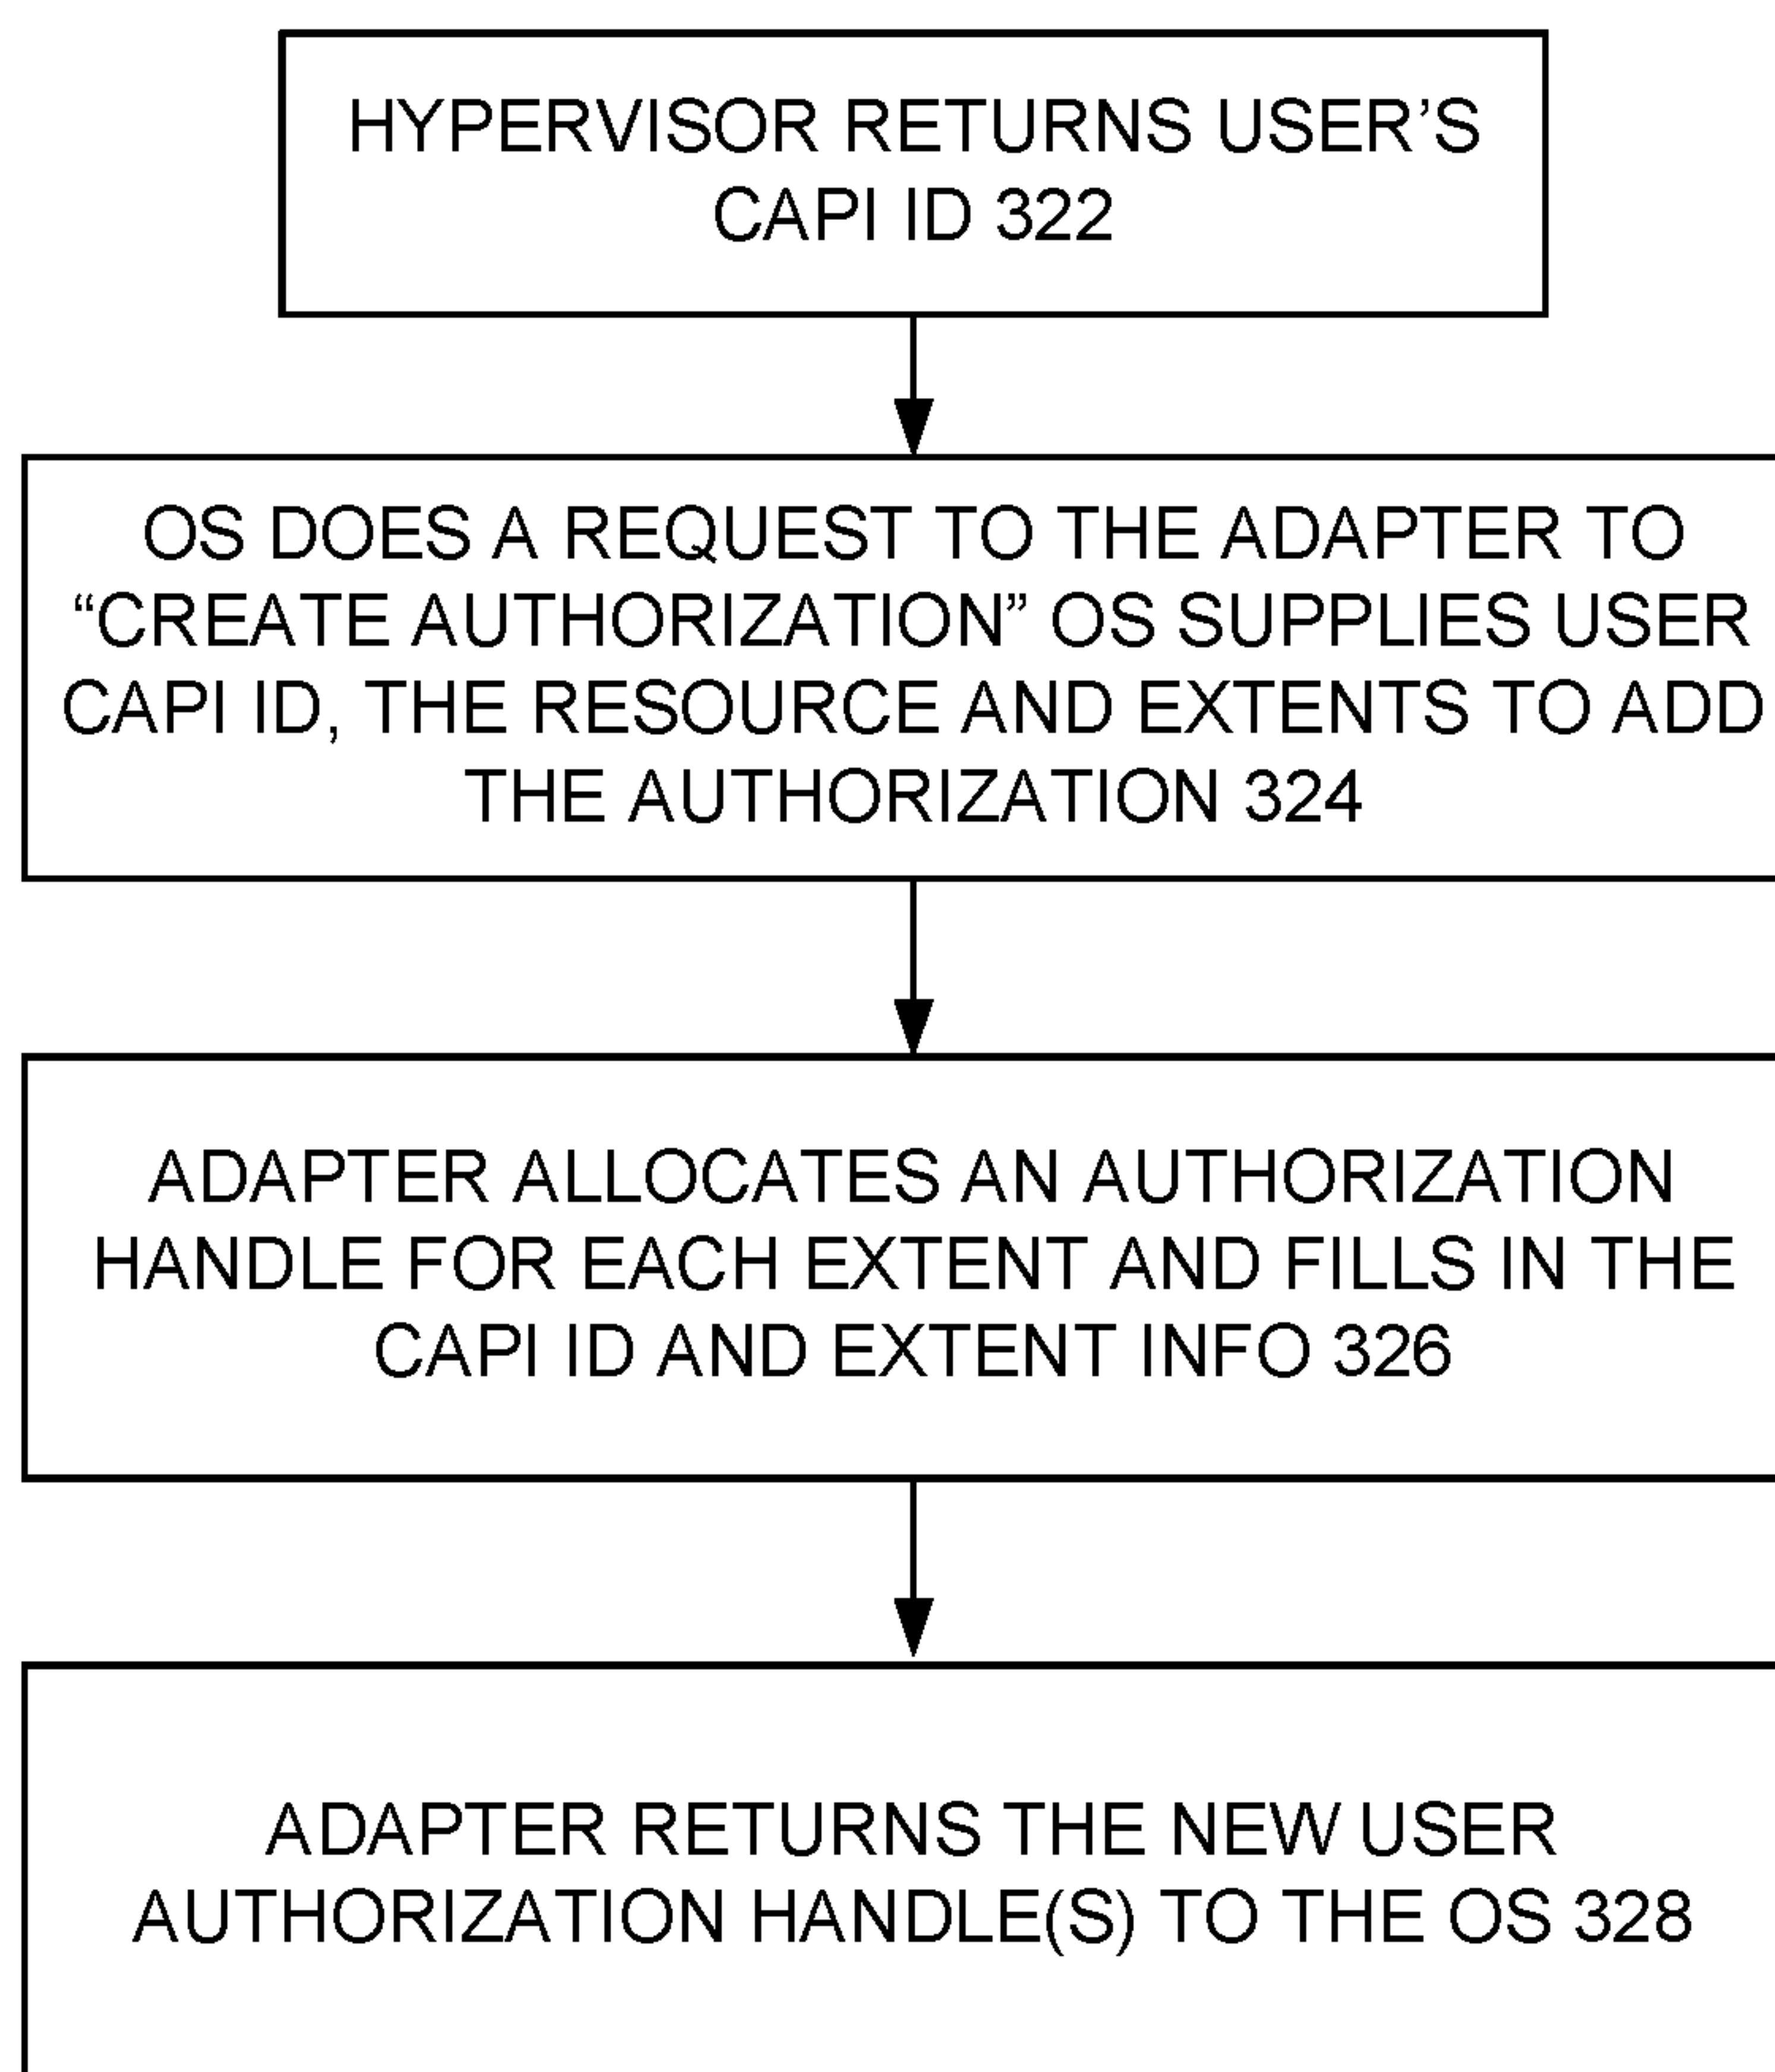 HYPERVISOR RETURNS USER’S
CAPI ID 322
OS DOES A REQUEST TO THE ADAPTER TO
“CREATE AUTHORIZATION” OS SUPPLIES USER
CAPI ID, THE RESOURCE AND EXTENTS TO ADD
THE AUTHORIZATION 324
ADAPTER ALLOCATES AN AUTHORIZATION
HANDLE FOR EACH EXTENT AND FILLS IN THE
CAPI ID AND EXTENT INFO 326
ADAPTER RETURNS THE NEW USER
AUTHORIZATION HANDLE(S) TO THE OS 328